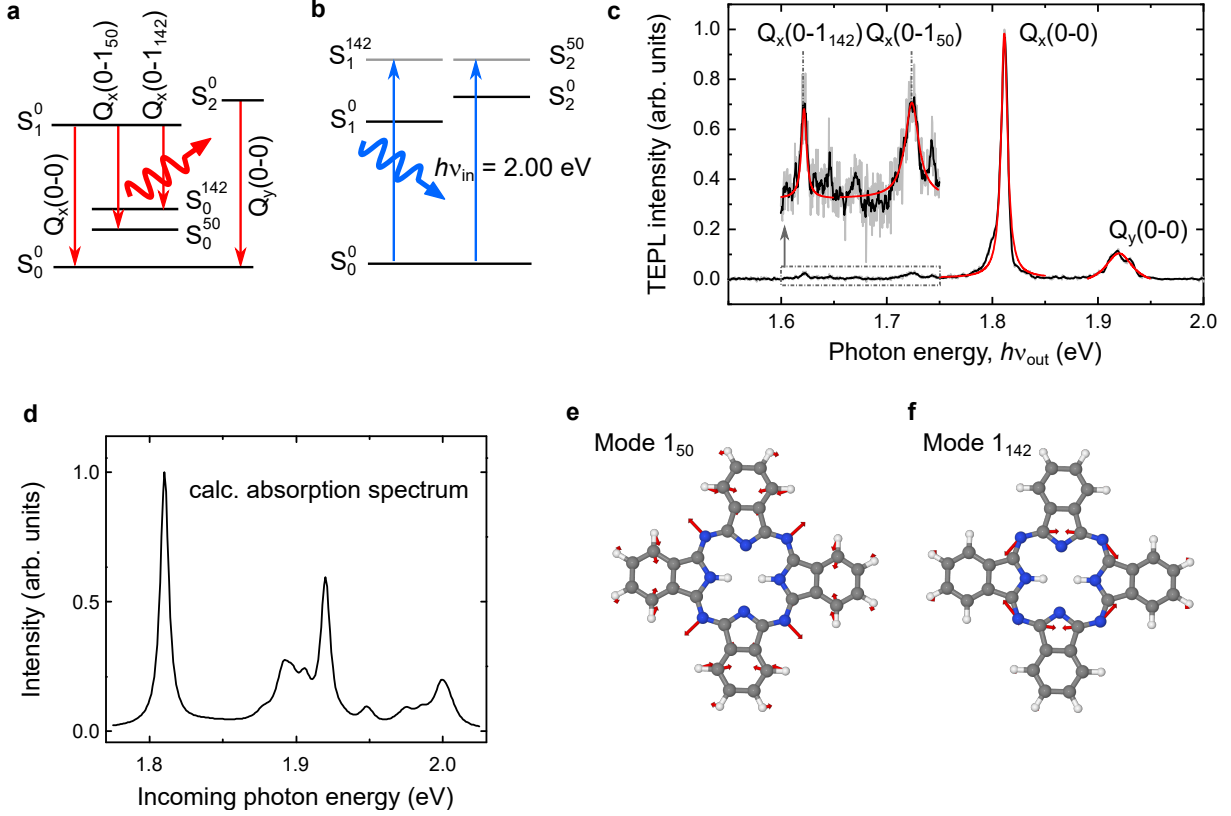 a
Qx(0-1₅₀)
Qx(0-1₁₄₂)
S₂⁰
S₁⁰
Qx(0-0)
Qy(0-0)
S₀¹⁴²
S₀⁵⁰
S₀⁰
b
S₁¹⁴²
S₂⁵⁰
S₂⁰
S₁⁰
hνin = 2.00 eV
S₀⁰
c
Qx(0-1₁₄₂) Qx(0-1₅₀)
Qx(0-0)
Qy(0-0)
TEPL intensity (arb. units)
1.0
0.8
0.6
0.4
0.2
0.0
1.6 1.7 1.8 1.9 2.0
Photon energy, hνout (eV)
d
calc. absorption spectrum
Intensity (arb. units)
1.0
0.5
0.0
1.8 1.9 2.0
Incoming photon energy (eV)
e
Mode 1₅₀
f
Mode 1₁₄₂